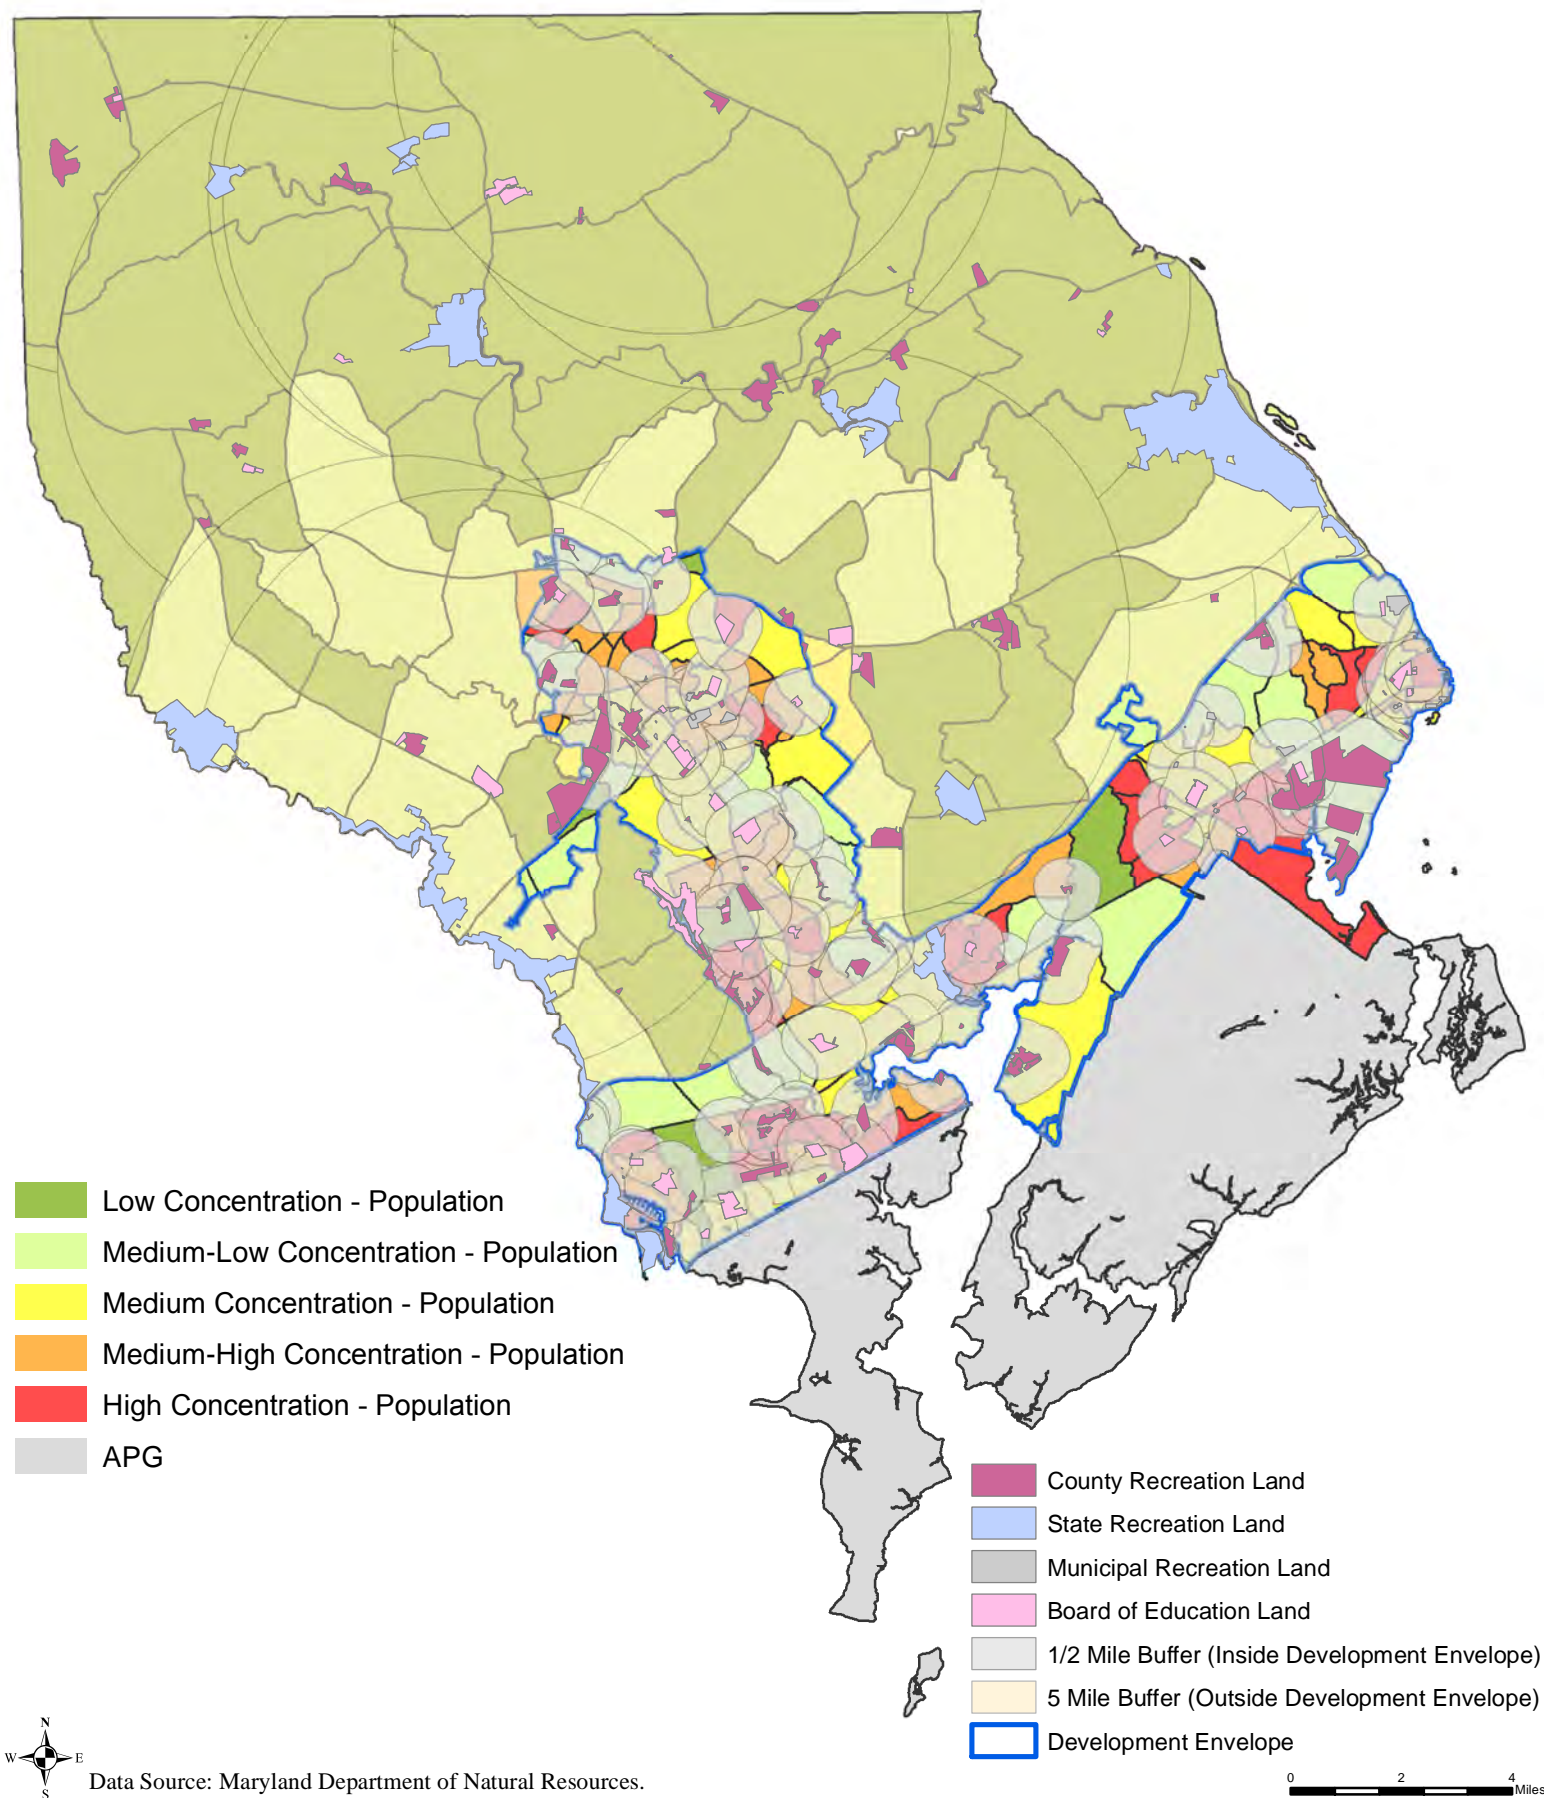 Low Concentration - Population
Medium-Low Concentration - Population
Medium Concentration - Population
Medium-High Concentration - Population
High Concentration - Population
APG
County Recreation Land
State Recreation Land
Municipal Recreation Land
Board of Education Land
1/2 Mile Buffer (Inside Development Envelope)
5 Mile Buffer (Outside Development Envelope)
Development Envelope
N
W E
S
Data Source: Maryland Department of Natural Resources.
0 2 4
Miles